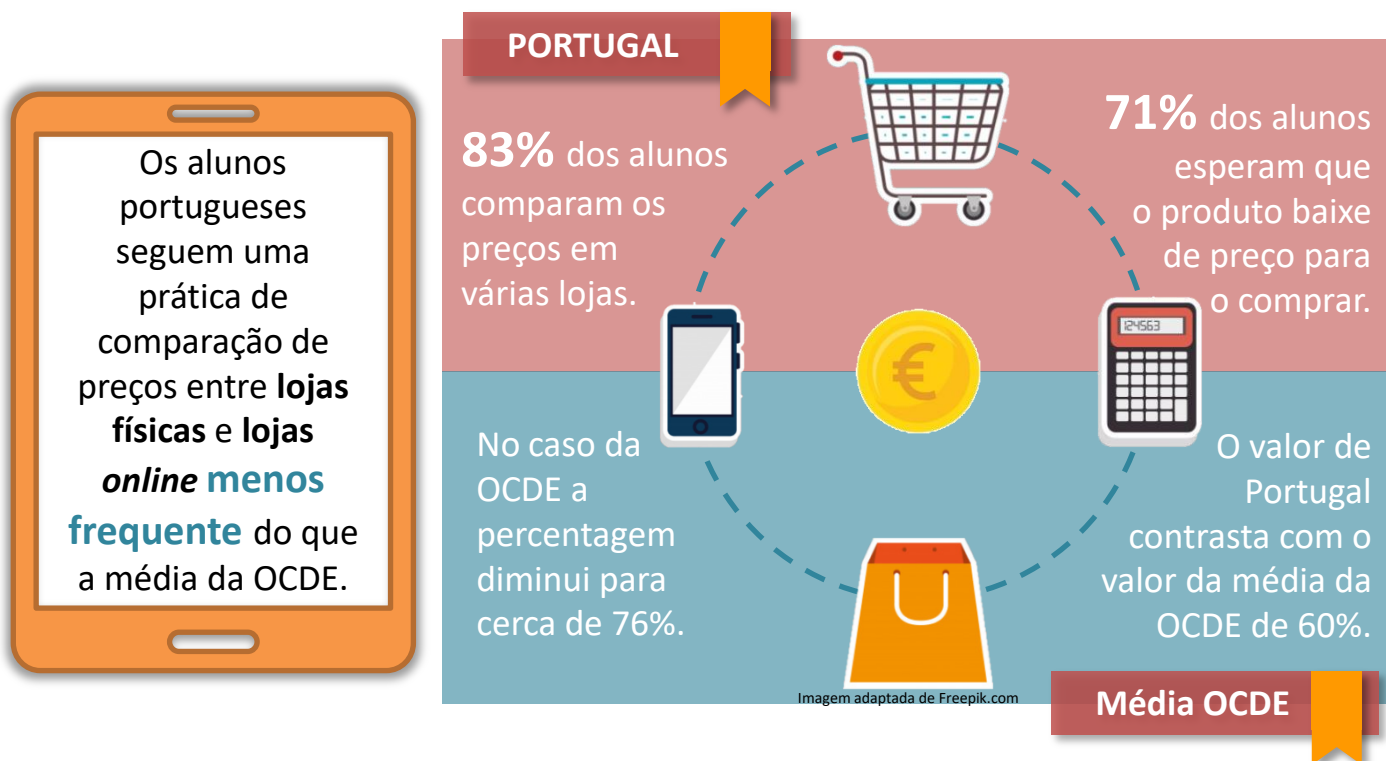 Os alunos
portugueses
seguem uma
prática de
comparação de
preços entre lojas
físicas e lojas
online menos
frequente do que
a média da OCDE.
PORTUGAL
83% dos alunos
comparam os
preços em
várias lojas.
71% dos alunos
esperam que
o produto baixe
de preço para
o comprar.
124563
€
No caso da
OCDE a
percentagem
diminui para
cerca de 76%.
O valor de
Portugal
contrasta com o
valor da média da
OCDE de 60%.
Imagem adaptada de Freepik.com
Média OCDE